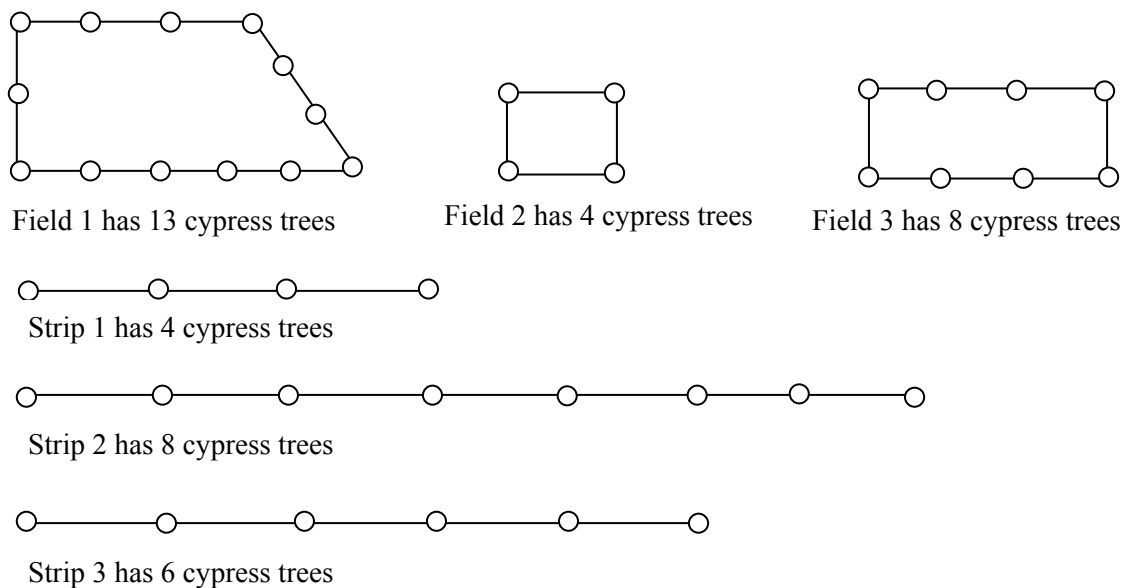 Field 1 has 13 cypress trees
Field 2 has 4 cypress trees
Field 3 has 8 cypress trees
Strip 1 has 4 cypress trees
Strip 2 has 8 cypress trees
Strip 3 has 6 cypress trees